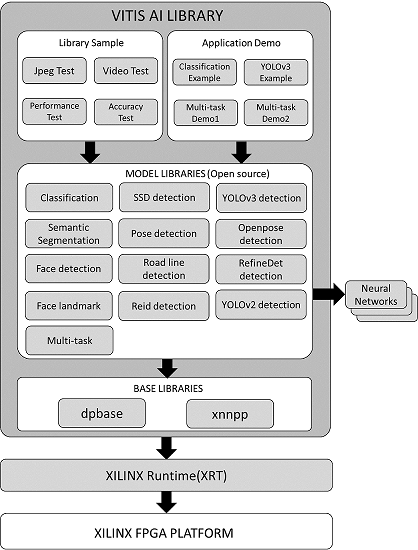 VITIS AI LIBRARY
Library Sample
Jpeg Test
Video Test
Performance
Test
Accuracy
Test
Application Demo
Classification
Example
YOLOv3
Example
Multi-task
Demo1
Multi-task
Demo2
MODEL LIBRARIES (Open source)
Classification
SSD detection
YOLOv3 detection
Semantic
Segmentation
Pose detection
Openpose
detection
Face detection
Road line
detection
RefineDet
detection
Face landmark
Reid detection
YOLOv2 detection
Multi-task
Neural
Networks
BASE LIBRARIES
dpbase
xnnpp
XILINX Runtime(XRT)
XILINX FPGA PLATFORM